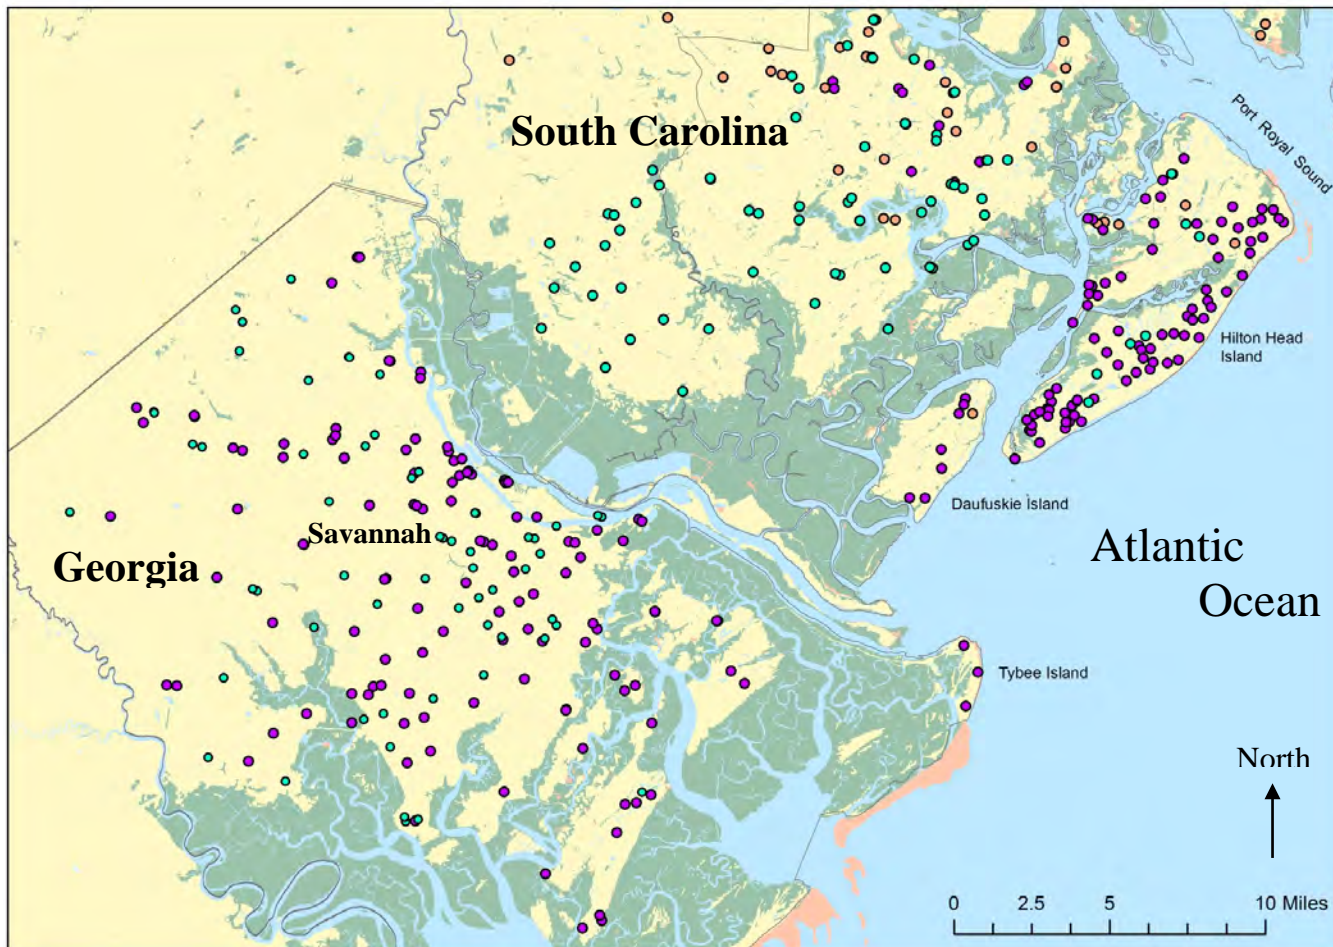 South Carolina
Port Royal Sound
Hilton Head
Island
Daufuskie Island
Savannah
Georgia
Atlantic
Ocean
Tybee Island
North
0 2.5 5 10 Miles